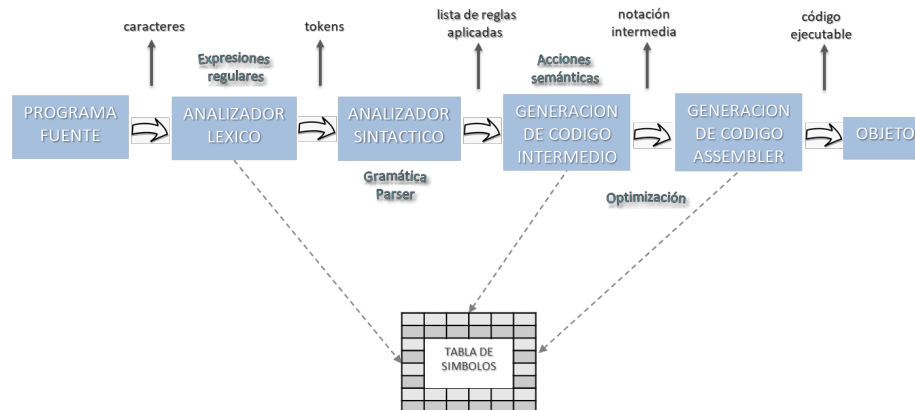 caracteres
tokens
lista de reglas
aplicadas
notación
intermedia
código
ejecutable
Expresiones
regulares
Acciones
semánticas
PROGRAMA
FUENTE
ANALIZADOR
LEXICO
ANALIZADOR
SINTACTICO
GENERACION
DE CODIGO
INTERMEDIO
GENERACION
DE CODIGO
ASSEMBLER
OBJETO
Gramática
Parser
Optimización
TABLA DE
SIMBOLOS